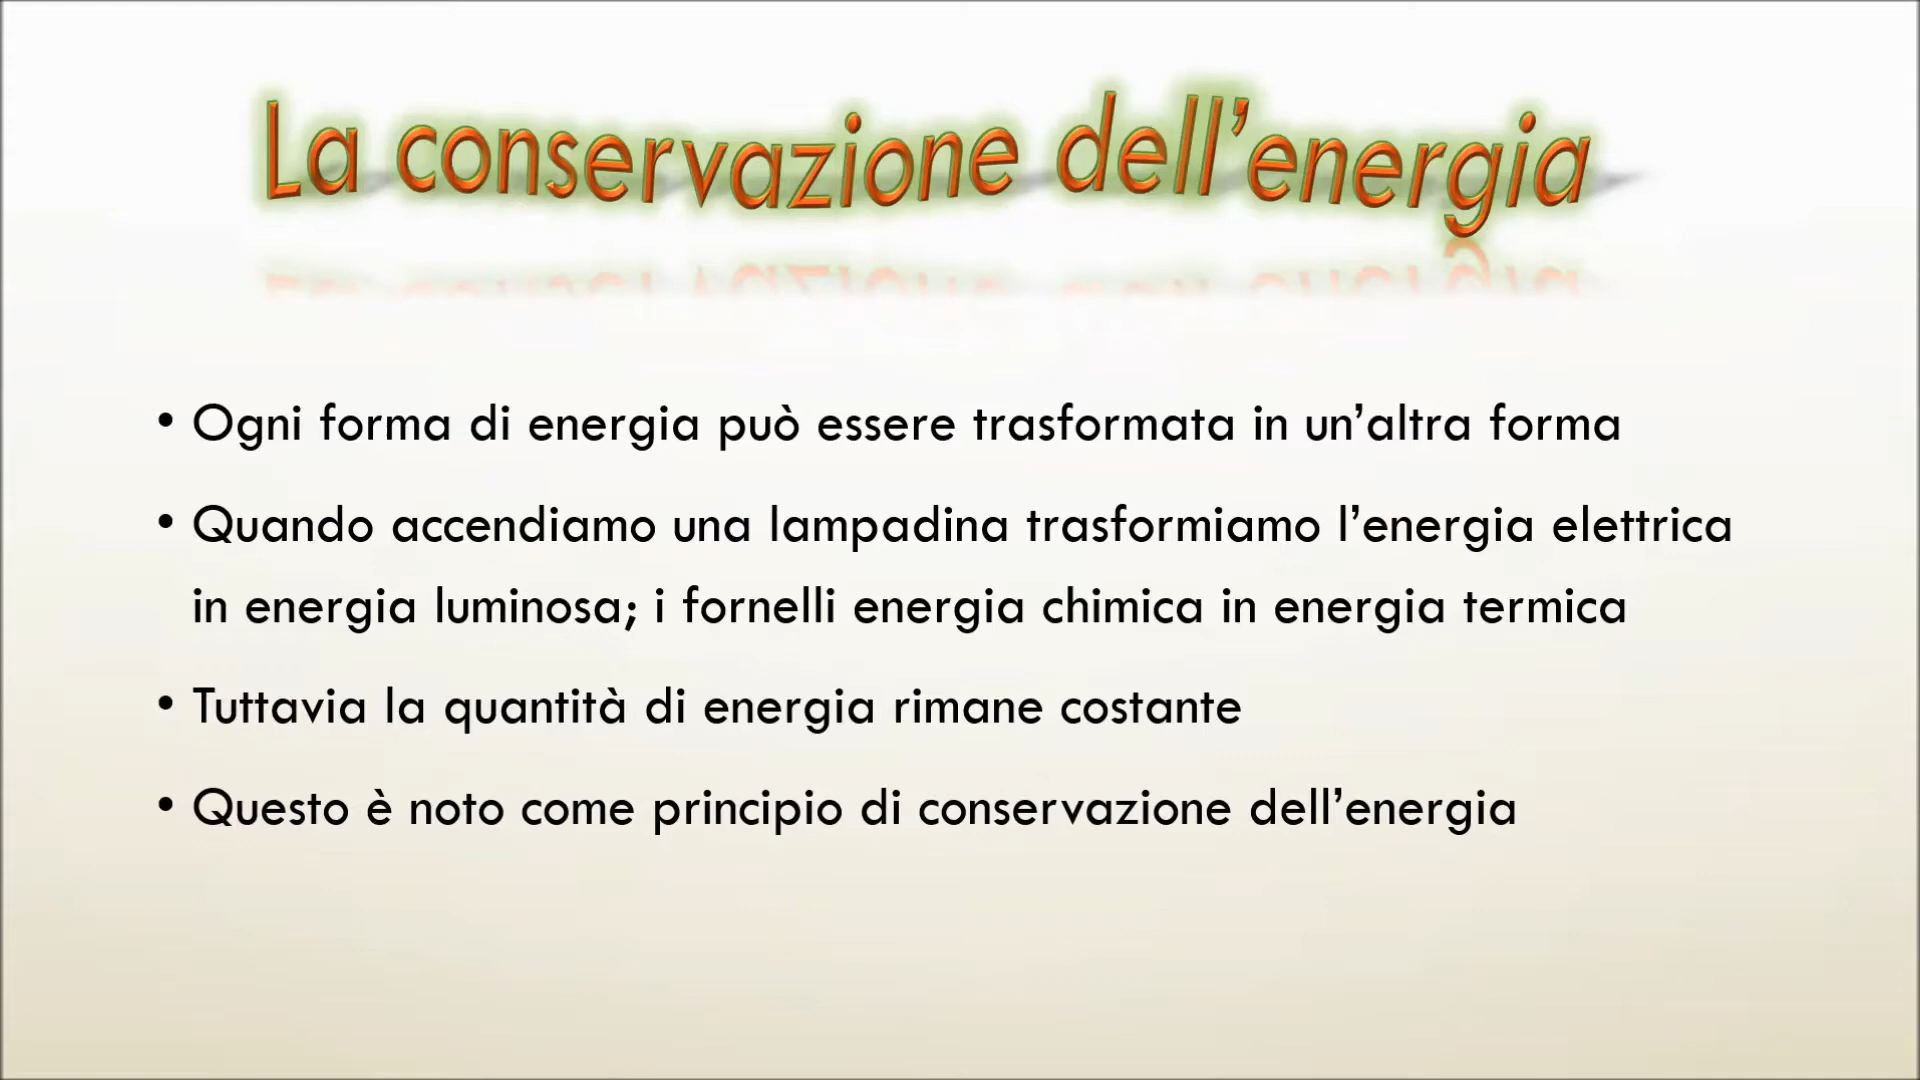 La conservazione dell’energia
• Ogni forma di energia può essere trasformata in un’altra forma
• Quando accendiamo una lampadina trasformiamo l’energia elettrica
in energia luminosa; i fornelli energia chimica in energia termica
• Tuttavia la quantità di energia rimane costante
• Questo è noto come principio di conservazione dell’energia